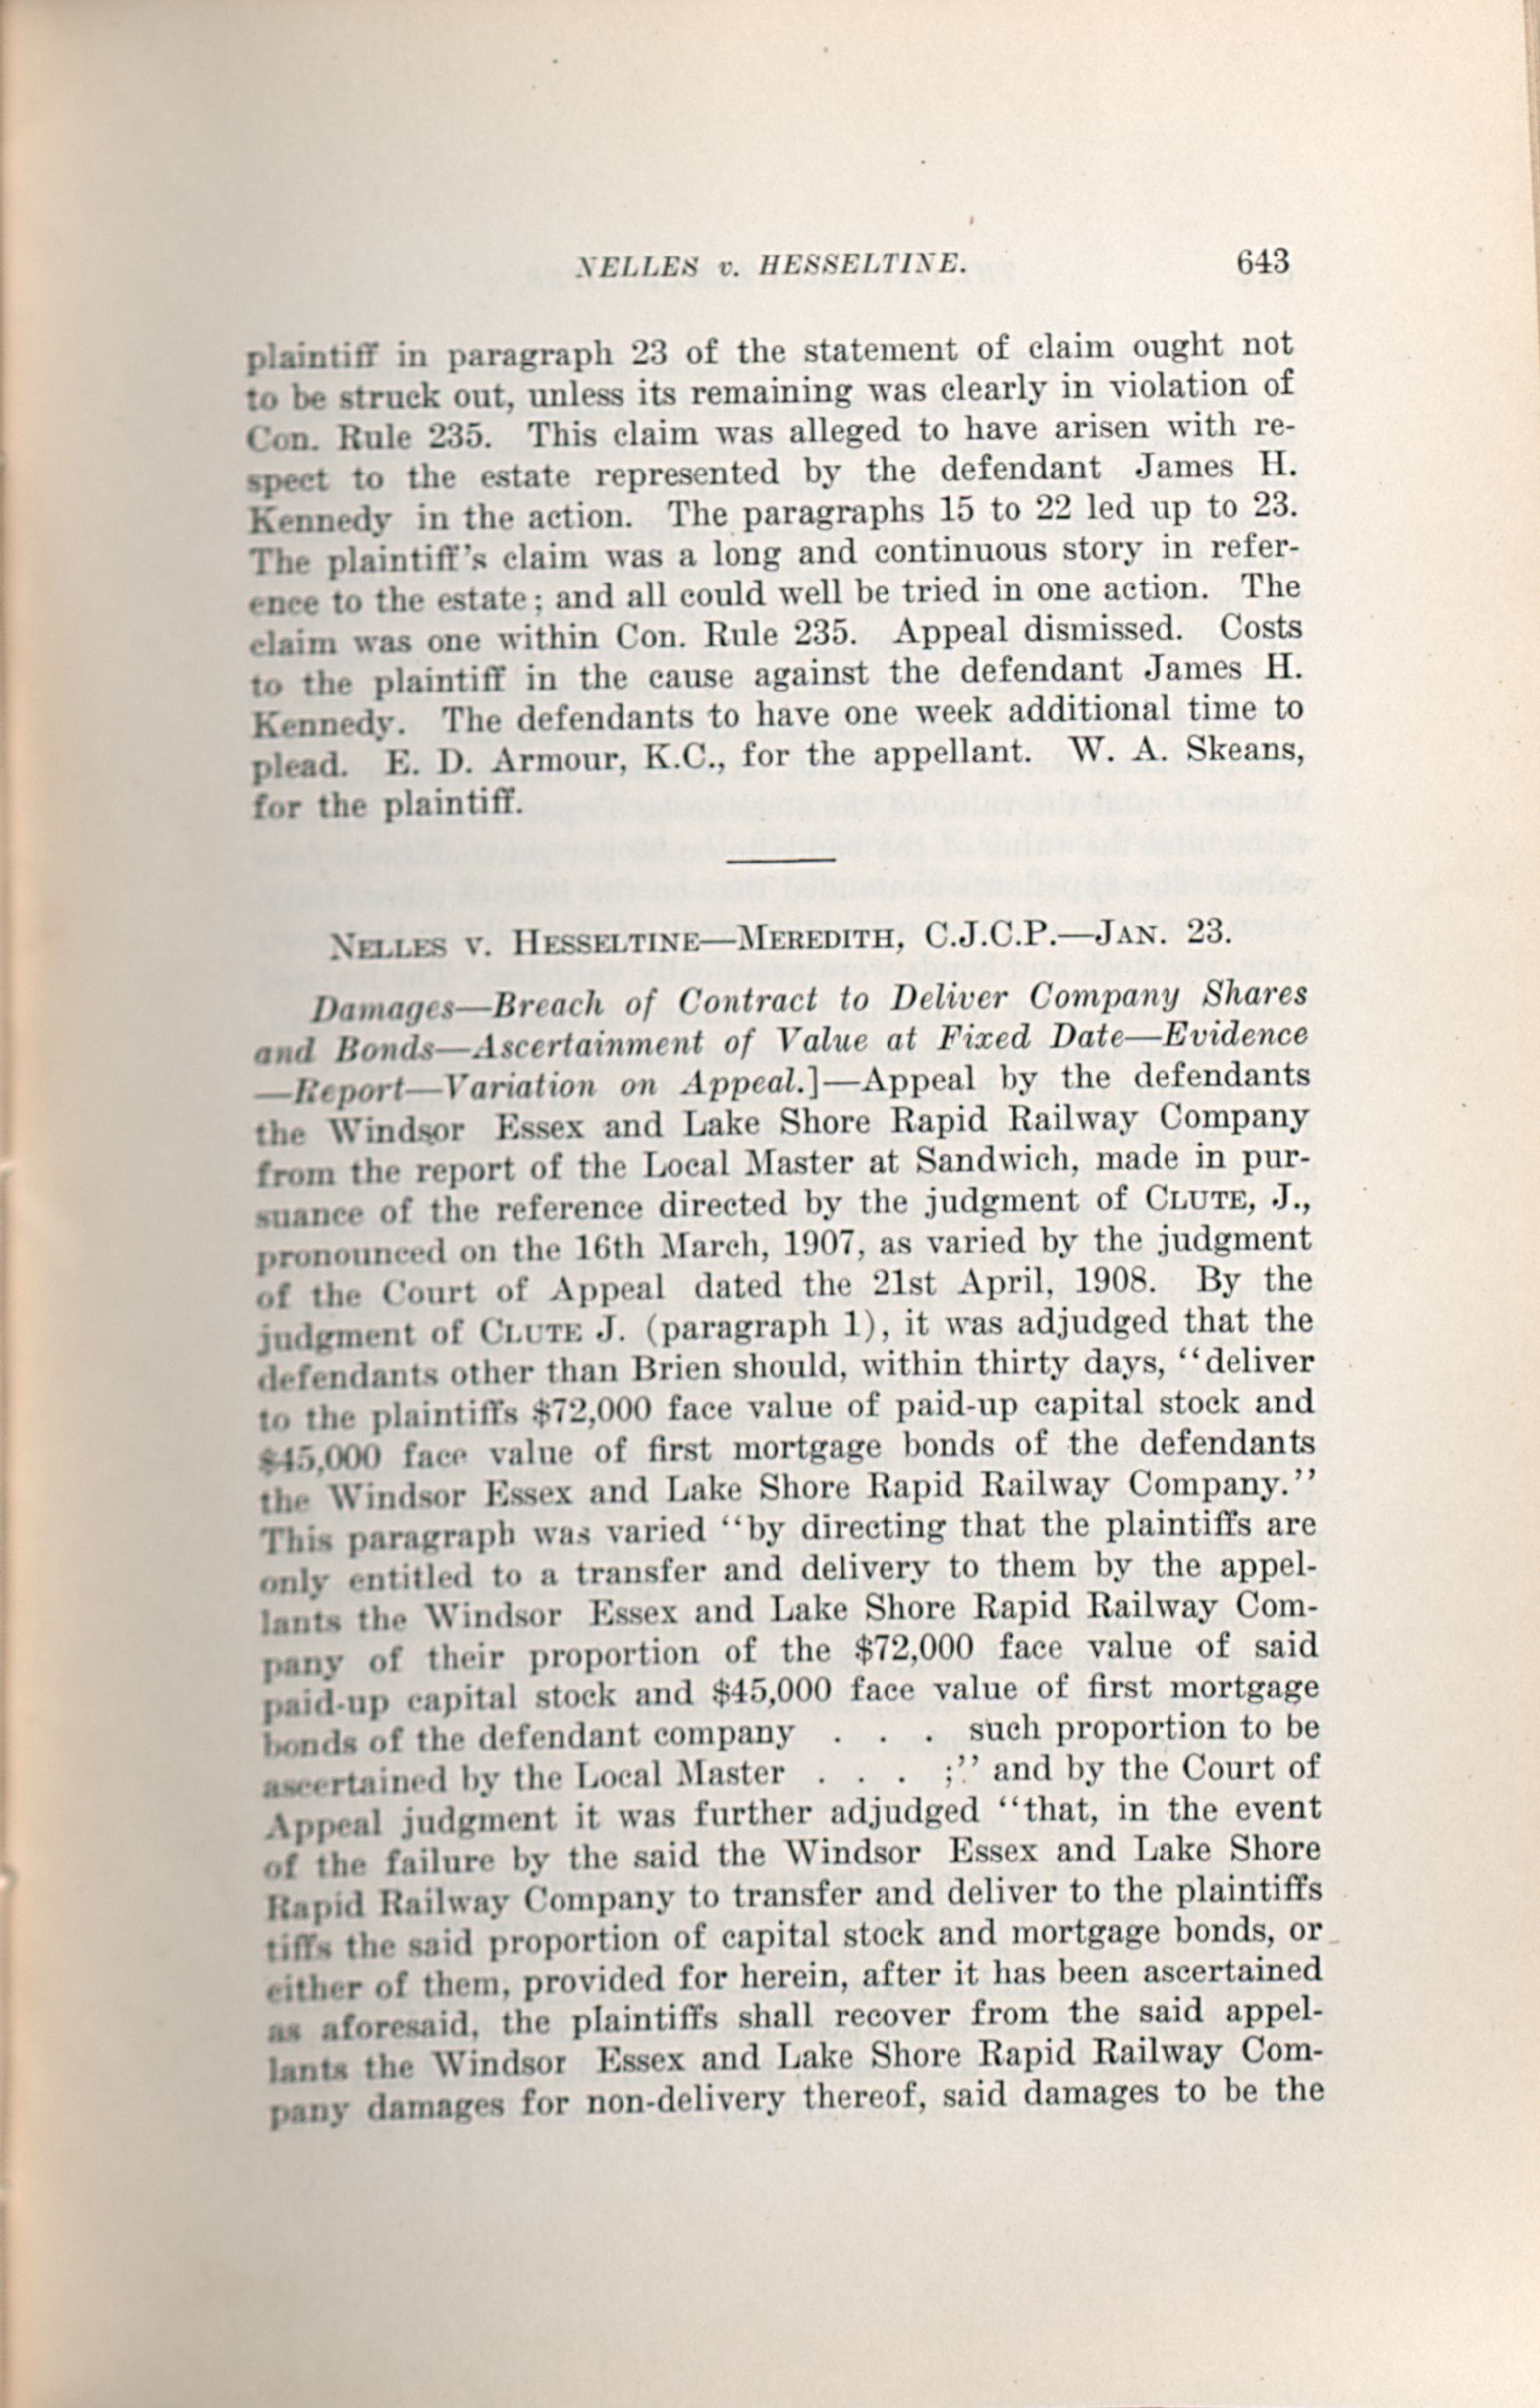 NELLES v. HESSELTINE. 643
plaintiff in paragraph 23 of the statement of claim ought not
to be struck out, unless its remaining was clearly in violation of
Con. Rule 235. This claim was alleged to have arisen with re-
spect to the estate represented by the defendant James H.
Kennedy in the action. The paragraphs 15 to 22 led up to 23.
The plaintiff's claim was a long and continuous story in refer-
ence to the estate; and all could well be tried in one action. The
claim was one within Con. Rule 235. Appeal dismissed. Costs
to the plaintiff in the cause against the defendant James H.
Kennedy. The defendants to have one week additional time to
plead. E. D. Armour, K.C., for the appellant. W. A. Skeans,
for the plaintiff.
NELLES V. HESSELTINE—MEREDITH, C.J.C.P.—JAN. 23.
Damages—Breach of Contract to Deliver Company Shares
and Bonds—Ascertainment of Value at Fixed Date—Evidence
—Report—Variation on Appeal.]—Appeal by the defendants
the Windsor Essex and Lake Shore Rapid Railway Company
from the report of the Local Master at Sandwich, made in pur-
suance of the reference directed by the judgment of CLUTE, J.,
pronounced on the 16th March, 1907, as varied by the judgment
of the Court of Appeal dated the 21st April, 1908. By the
judgment of CLUTE J. (paragraph 1), it was adjudged that the
defendants other than Brien should, within thirty days, "deliver
to the plaintiffs $72,000 face value of paid-up capital stock and
$45,000 face value of first mortgage bonds of the defendants
the Windsor Essex and Lake Shore Rapid Railway Company."
This paragraph was varied "by directing that the plaintiffs are
only entitled to a transfer and delivery to them by the appel-
lants the Windsor Essex and Lake Shore Rapid Railway Com-
pany of their proportion of the $72,000 face value of said
paid-up capital stock and $45,000 face value of first mortgage
bonds of the defendant company . . . such proportion to be
ascertained by the Local Master . . . ;" and by the Court of
Appeal judgment it was further adjudged "that, in the event
of the failure by the said the Windsor Essex and Lake Shore
Rapid Railway Company to transfer and deliver to the plaintiffs
tiffs the said proportion of capital stock and mortgage bonds, or
either of them, provided for herein, after it has been ascertained
as aforesaid, the plaintiffs shall recover from the said appel-
lants the Windsor Essex and Lake Shore Rapid Railway Com-
pany damages for non-delivery thereof, said damages to be the